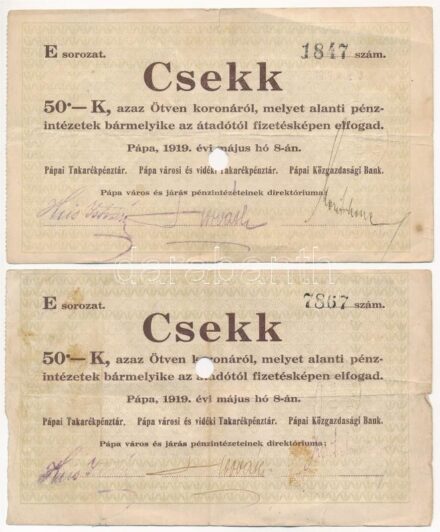 E sorozat. 1847 szám.
Csekk
50·—K, azaz Ötven koronáról, melyet alanti pénz-
intézetek bármelyike az átadótól fizetésképen elfogad.
Pápa, 1919. évi május hó 8-án.
Pápai Takarékpénztár. Pápa városi és vidéki Takarékpénztár. Pápai Közgazdasági Bank.
Pápa város és járás pénzintézeteinek direktóriuma:
darabanth
E sorozat. 7867 szám.
Csekk
50·—K, azaz Ötven koronáról, melyet alanti pénz-
intézetek bármelyike az átadótól fizetésképen elfogad.
Pápa, 1919. évi május hó 8-án.
Pápai Takarékpénztár. Pápa városi és vidéki Takarékpénztár. Pápai Közgazdasági Bank.
Pápa város és járás pénzintézeteinek direktóriuma: